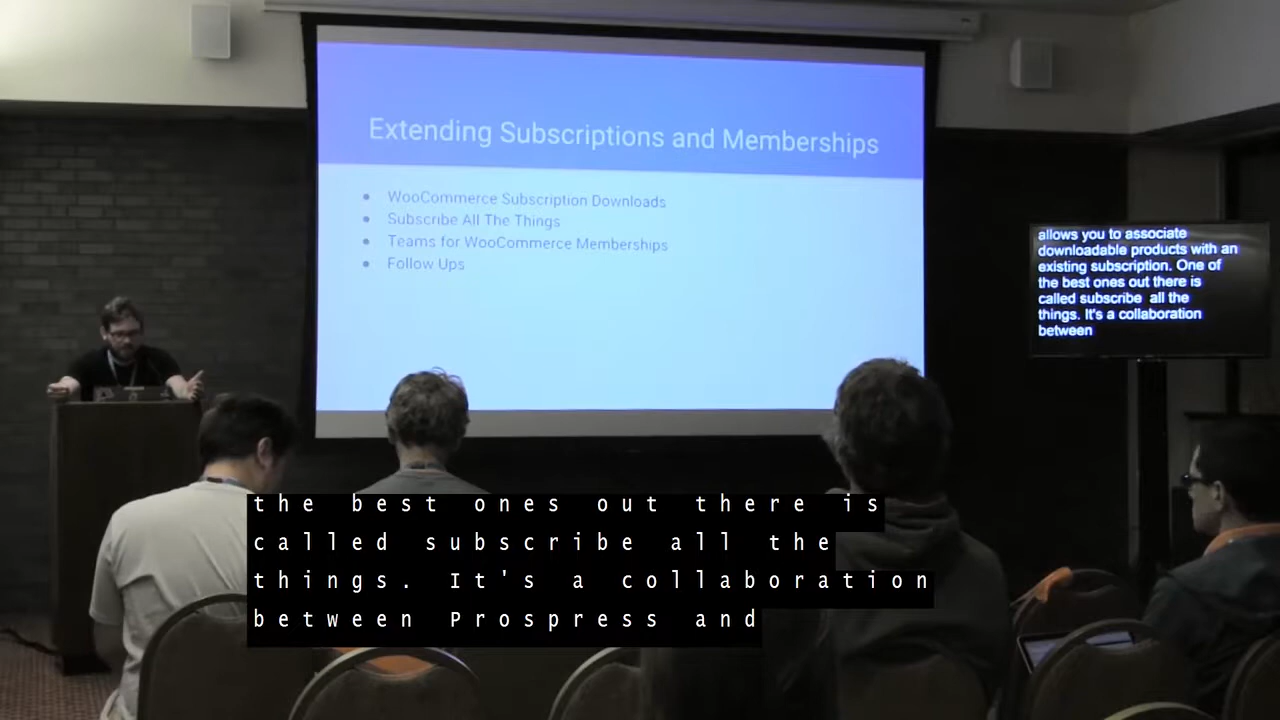 Extending Subscriptions and Memberships
• WooCommerce Subscription Downloads
• Subscribe All The Things
• Teams for WooCommerce Memberships
• Follow Ups
allows you to associate
downloadable products with an
existing subscription. One of
the best ones out there is
called subscribe all the
things. It's a collaboration
between
the best ones out there is
called subscribe all the
things. It's a collaboration
between Prospress and